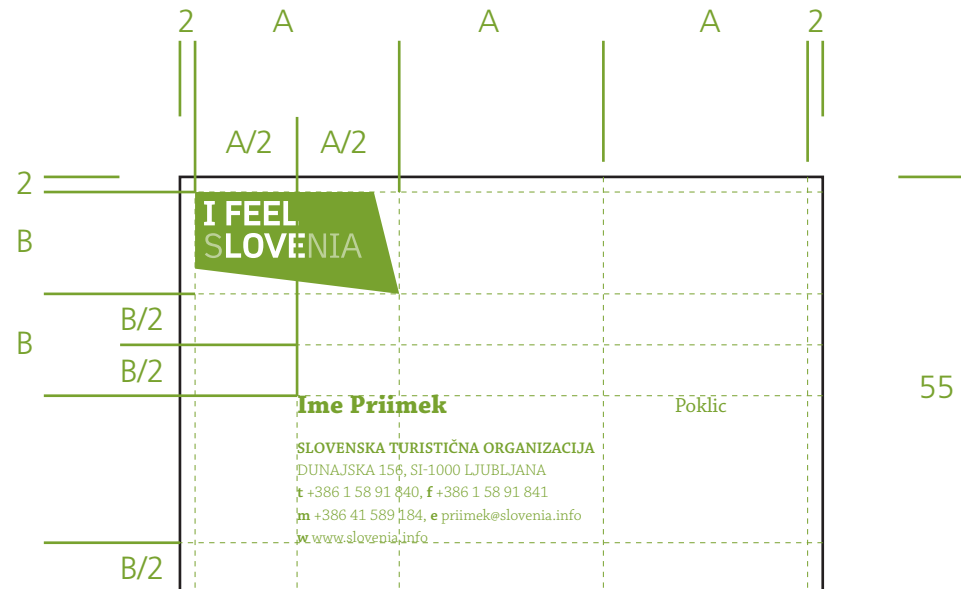 2 A A A 2
A/2 A/2
2
I FEEL
B
SLOVENIA
B/2
B
B/2
55
Ime Priimek Poklic
SLOVENSKA TURISTIČNA ORGANIZACIJA
DUNAJSKA 156, SI-1000 LJUBLJANA
t +386 1 58 91 840, f +386 1 58 91 841
m +386 41 589 184, e priimek@slovenia.info
w www.slovenia.info
B/2